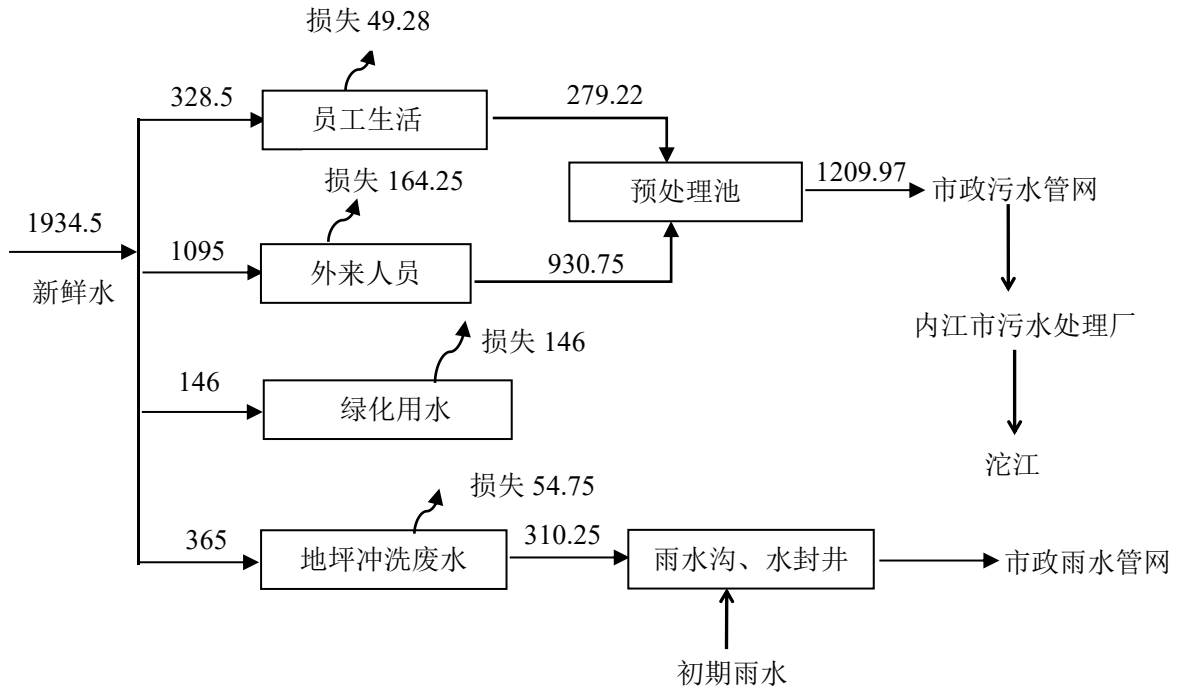 损失 49.28
328.5
员工生活
279.22
损失 164.25
预处理池
1209.97
市政污水管网
1934.5
新鲜水
1095
外来人员
930.75
内江市污水处理厂
损失 146
146
绿化用水
沱江
损失 54.75
365
地坪冲洗废水
310.25
雨水沟、水封井
市政雨水管网
初期雨水